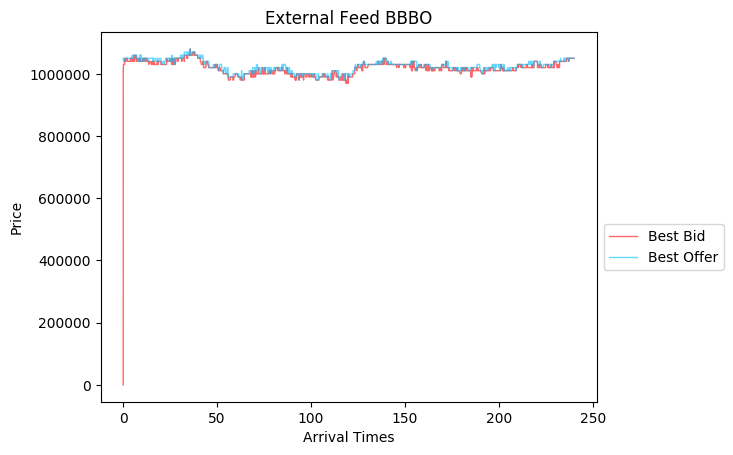 External Feed BBBO
1000000
800000
600000
400000
200000
0
Price
0 50 100 150 200 250
Arrival Times
Best Bid
Best Offer